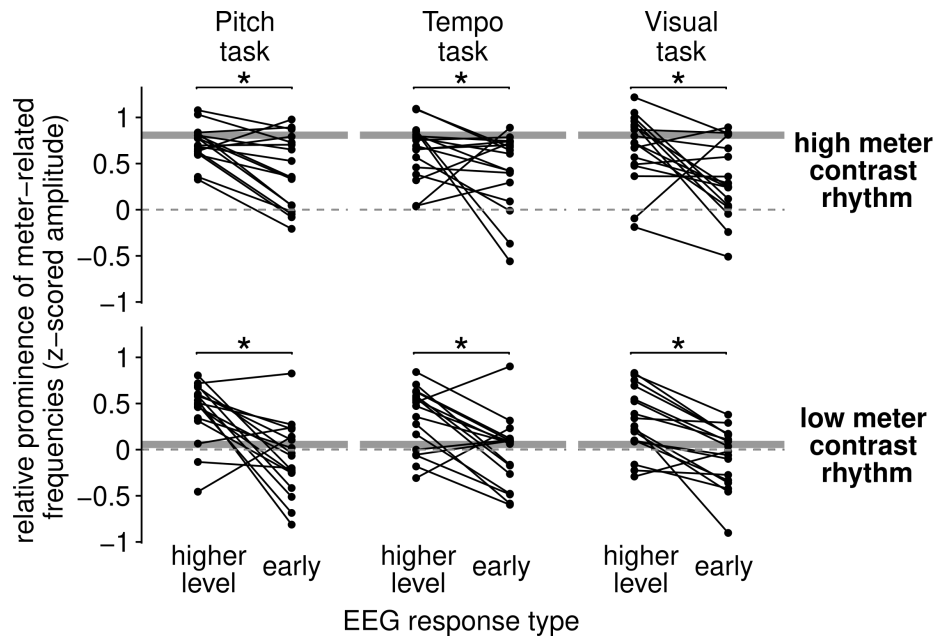 Pitch
task
Tempo
task
Visual
task
*
*
*
relative prominence of meter−related
frequencies (z−scored amplitude)
1
0.5
0
−0.5
−1
high meter
contrast
rhythm
*
*
*
1
0.5
0
−0.5
−1
low meter
contrast
rhythm
higher
level
early
higher
level
early
higher
level
early
EEG response type